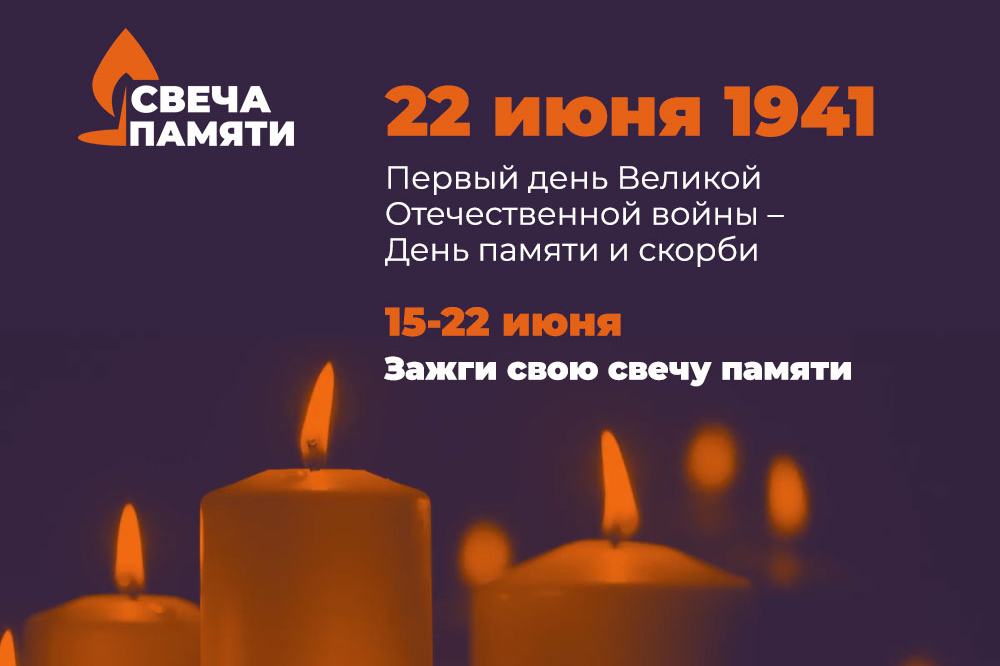 СВЕЧА
ПАМЯТИ
22 июня 1941
Первый день Великой
Отечественной войны –
День памяти и скорби
15-22 июня
Зажги свою свечу памяти